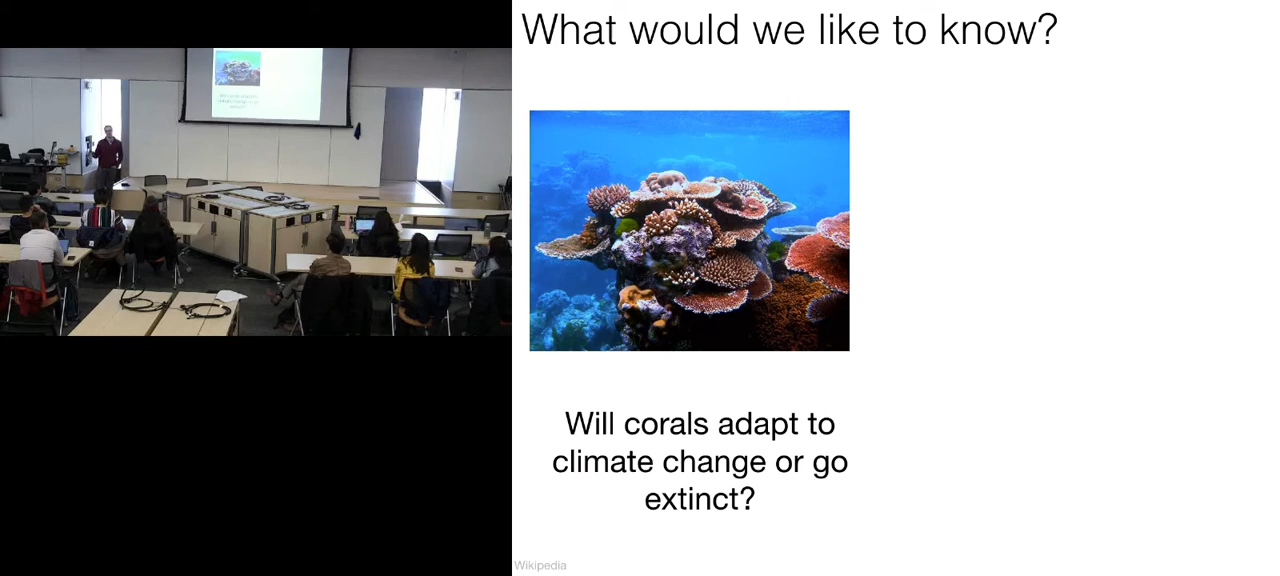 What would we like to know?
Will corals adapt to
climate change or go
extinct?
Wikipedia